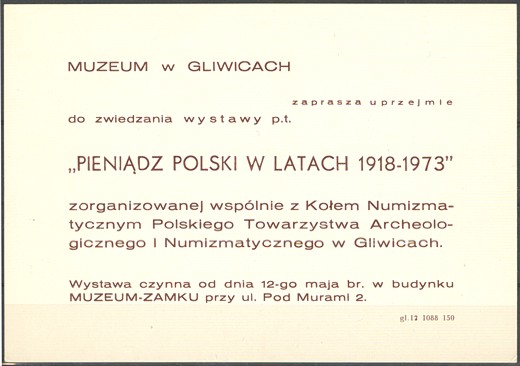 MUZEUM w GLIWICACH
zaprasza uprzejmie
do zwiedzania wystawy p.t.
„PIENIĄDZ POLSKI W LATACH 1918-1973”
zorganizowanej wspólnie z Kołem Numizma-
tycznym Polskiego Towarzystwa Archeolo-
gicznego I Numizmatycznego w Gliwicach.
Wystawa czynna od dnia 12-go maja br. w budynku
MUZEUM-ZAMKU przy ul. Pod Murami 2.
gl.12 1088 150